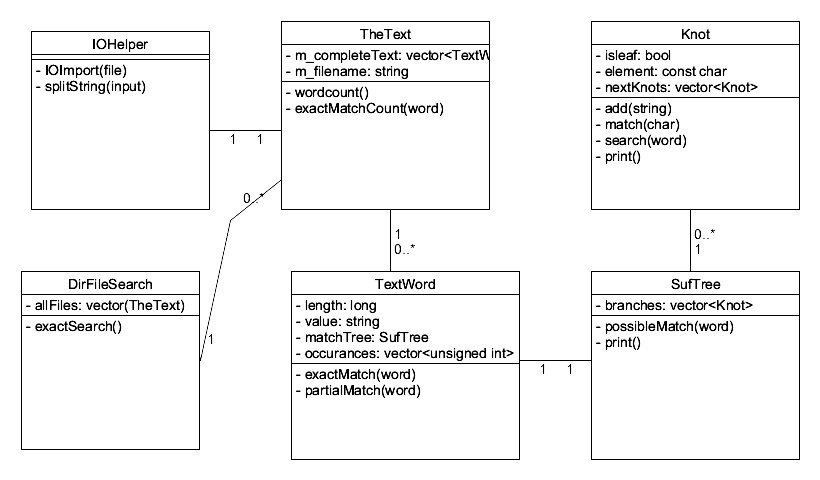 IOHelper
- IOImport(file)
- splitString(input)
TheText
- m_completeText: vector<TextW
- m_filename: string
- wordcount()
- exactMatchCount(word)
Knot
- isleaf: bool
- element: const char
- nextKnots: vector<Knot>
- add(string)
- match(char)
- search(word)
- print()
1 1
0..*
1
1
0..*
0..*
1
DirFileSearch
- allFiles: vector(TheText)
- exactSearch()
TextWord
- length: long
- value: string
- matchTree: SufTree
- occurances: vector<unsigned int>
- exactMatch(word)
- partialMatch(word)
1 1
SufTree
- branches: vector<Knot>
- possibleMatch(word)
- print()